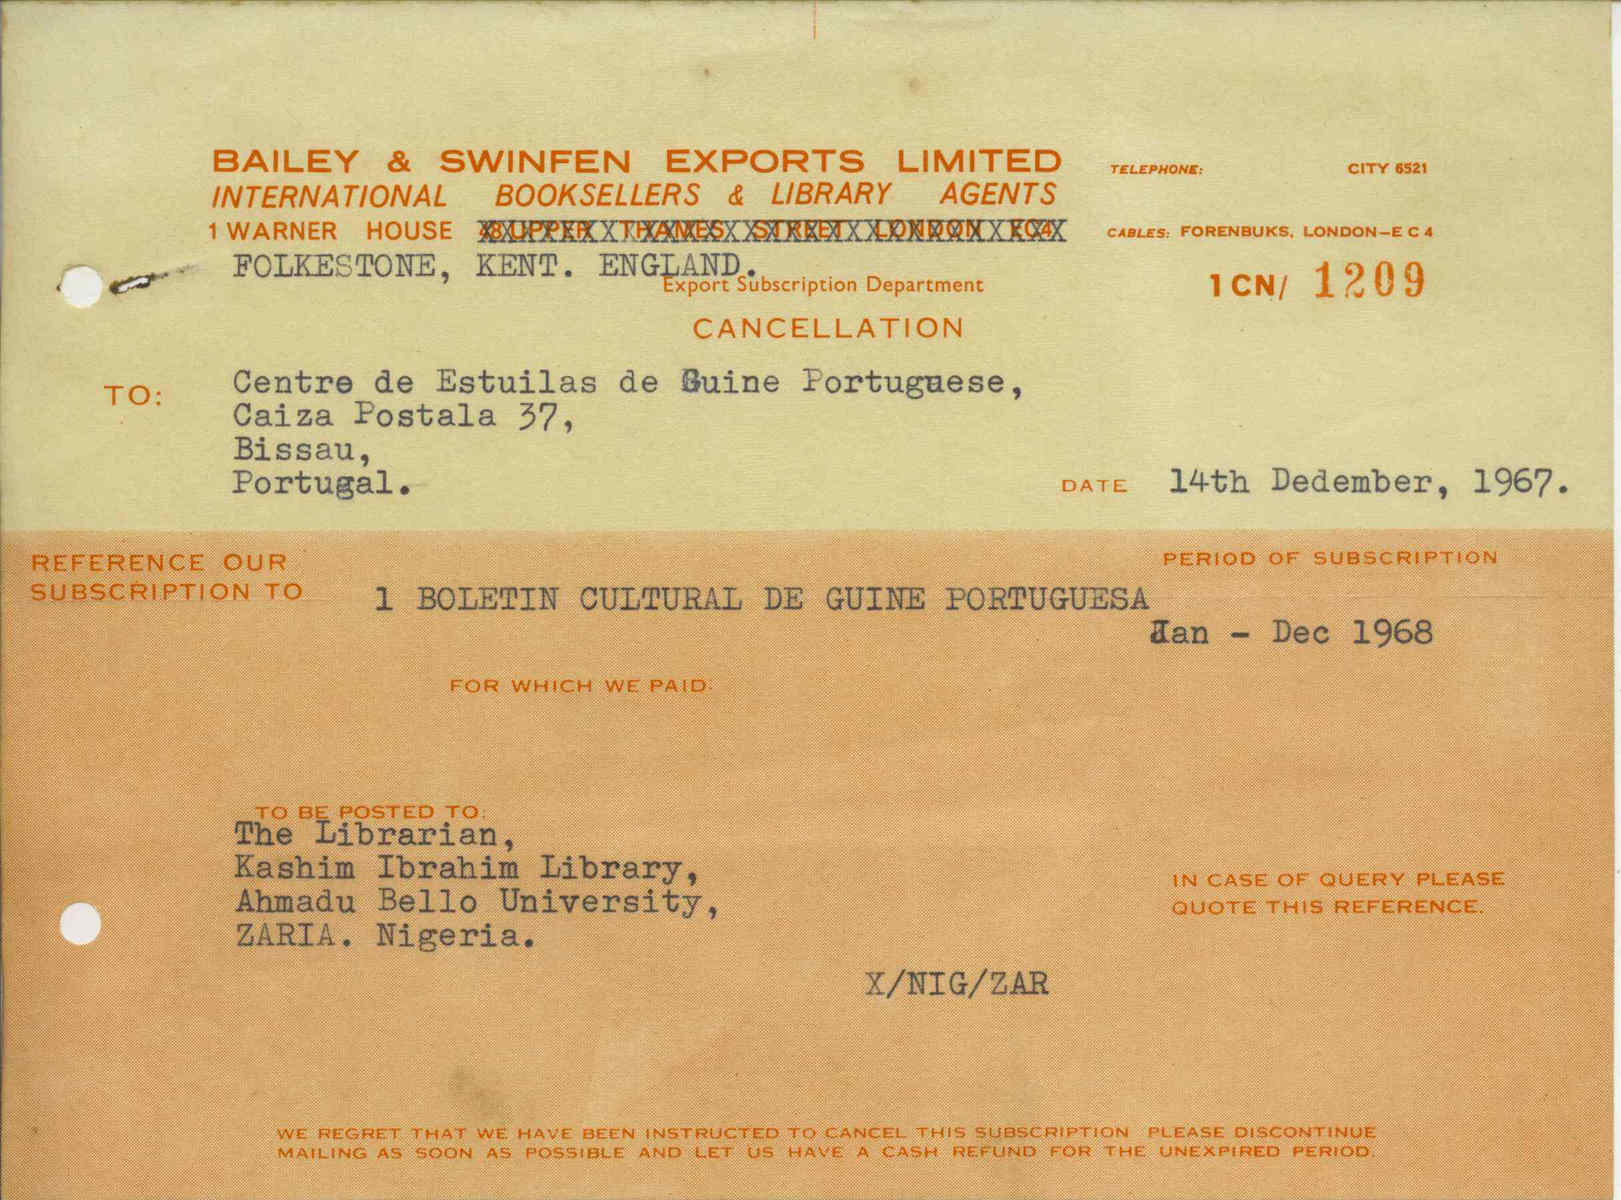 BAILEY & SWINFEN EXPORTS LIMITED
INTERNATIONAL BOOKSELLERS & LIBRARY AGENTS
1 WARNER HOUSE UPPER THAMES STREET LONDON EC4
FOLKESTONE, KENT. ENGLAND.
TELEPHONE: CITY 6521
CABLES: FORENBUKS, LONDON-E C 4
Export Subscription Department
1CN/ 1209
CANCELLATION
TO: Centre de Estuilas de Guine Portuguese,
Caiza Postala 37,
Bissau,
Portugal.
DATE 14th Dedember, 1967.
REFERENCE OUR
SUBSCRIPTION TO 1 BOLETIN CULTURAL DE GUINE PORTUGUESA
PERIOD OF SUBSCRIPTION
Jan - Dec 1968
FOR WHICH WE PAID.
TO BE POSTED TO:
The Librarian,
Kashim Ibrahim Library,
Ahmadu Bello University,
ZARIA. Nigeria.
IN CASE OF QUERY PLEASE
QUOTE THIS REFERENCE.
X/NIG/ZAR
WE REGRET THAT WE HAVE BEEN INSTRUCTED TO CANCEL THIS SUBSCRIPTION PLEASE DISCONTINUE
MAILING AS SOON AS POSSIBLE AND LET US HAVE A CASH REFUND FOR THE UNEXPIRED PERIOD.